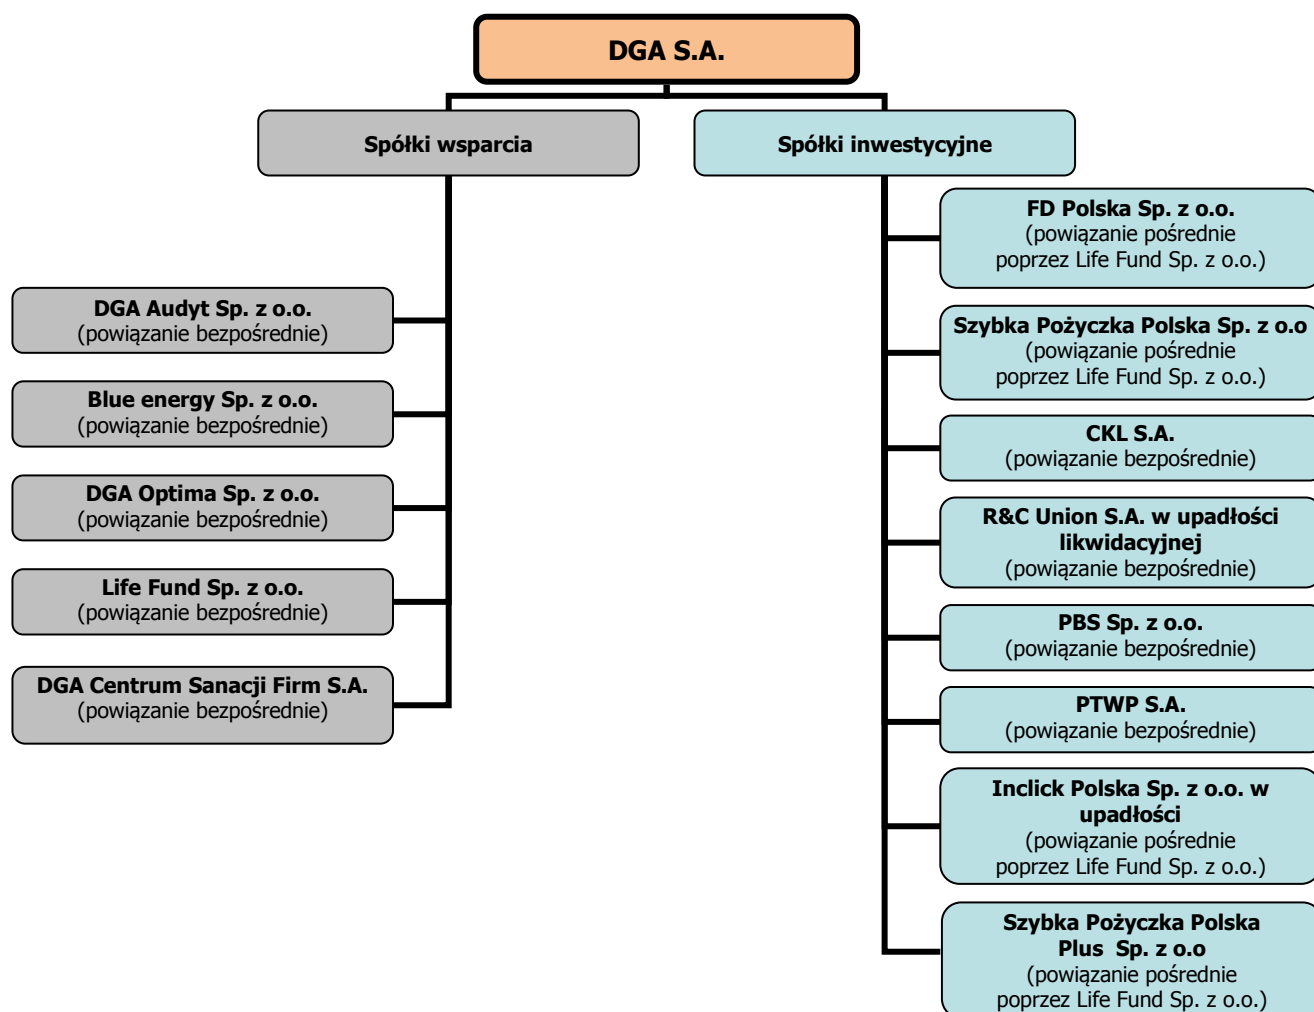 DGA S.A.
Spółki wsparcia
Spółki inwestycyjne
DGA Audyt Sp. z o.o.
(powiązanie bezpośrednie)
Blue energy Sp. z o.o.
(powiązanie bezpośrednie)
DGA Optima Sp. z o.o.
(powiązanie bezpośrednie)
Life Fund Sp. z o.o.
(powiązanie bezpośrednie)
DGA Centrum Sanacji Firm S.A.
(powiązanie bezpośrednie)
FD Polska Sp. z o.o.
(powiązanie pośrednie
poprzez Life Fund Sp. z o.o.)
Szybka Pożyczka Polska Sp. z o.o
(powiązanie pośrednie
poprzez Life Fund Sp. z o.o.)
CKL S.A.
(powiązanie bezpośrednie)
R&C Union S.A. w upadłości
likwidacyjnej
(powiązanie bezpośrednie)
PBS Sp. z o.o.
(powiązanie bezpośrednie)
PTWP S.A.
(powiązanie bezpośrednie)
Inclick Polska Sp. z o.o. w
upadłości
(powiązanie pośrednie
poprzez Life Fund Sp. z o.o.)
Szybka Pożyczka Polska
Plus Sp. z o.o
(powiązanie pośrednie
poprzez Life Fund Sp. z o.o.)